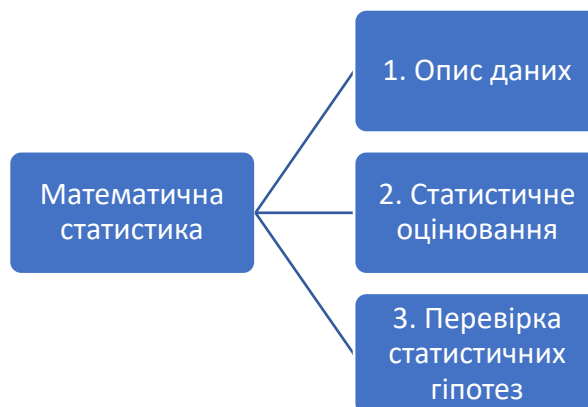 Математична
статистика
1. Опис даних
2. Статистичне
оцінювання
3. Перевірка
статистичних
гіпотез